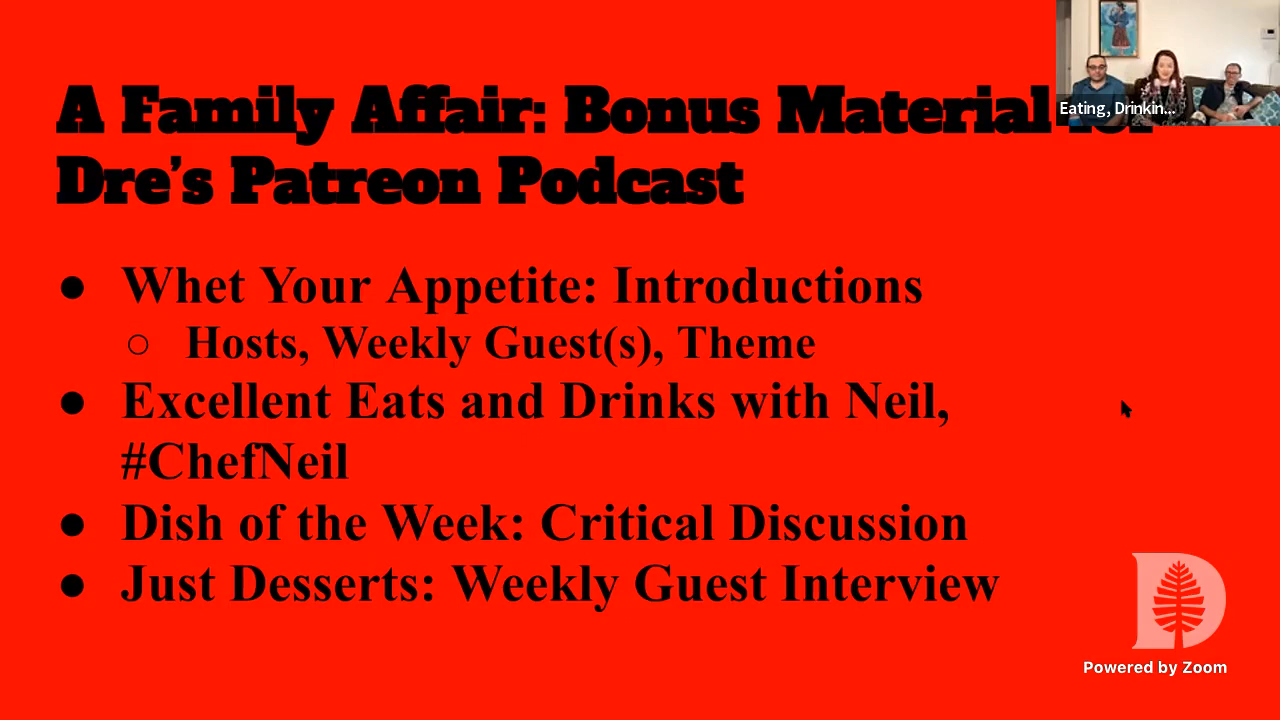 A Family Affair: Bonus Material for
Dre's Patreon Podcast
● Whet Your Appetite: Introductions
○ Hosts, Weekly Guest(s), Theme
● Excellent Eats and Drinks with Neil,
#ChefNeil
● Dish of the Week: Critical Discussion
● Just Desserts: Weekly Guest Interview
Eating, Drinkin...
D
Powered by Zoom